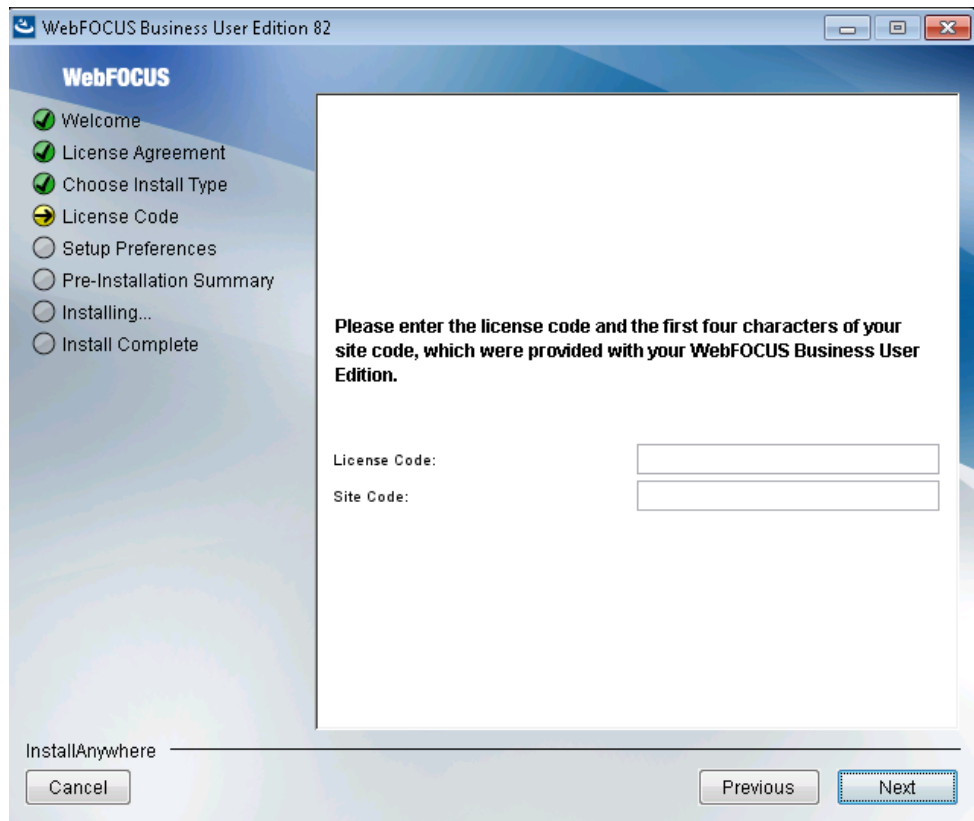 WebFOCUS Business User Edition 82
WebFOCUS
Welcome
License Agreement
Choose Install Type
License Code
Setup Preferences
Pre-Installation Summary
Installing...
Install Complete
Please enter the license code and the first four characters of your
site code, which were provided with your WebFOCUS Business User
Edition.
License Code:
Site Code:
InstallAnywhere
Cancel
Previous
Next